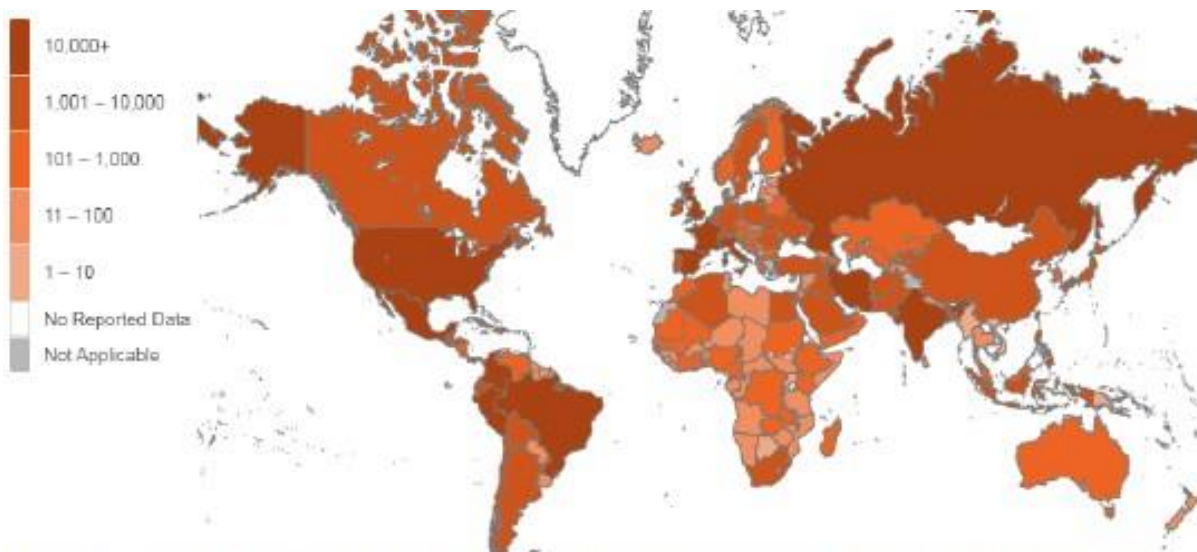 10,000+
1,001 – 10,000
101 – 1,000
11 – 100
1 – 10
No Reported Data
Not Applicable